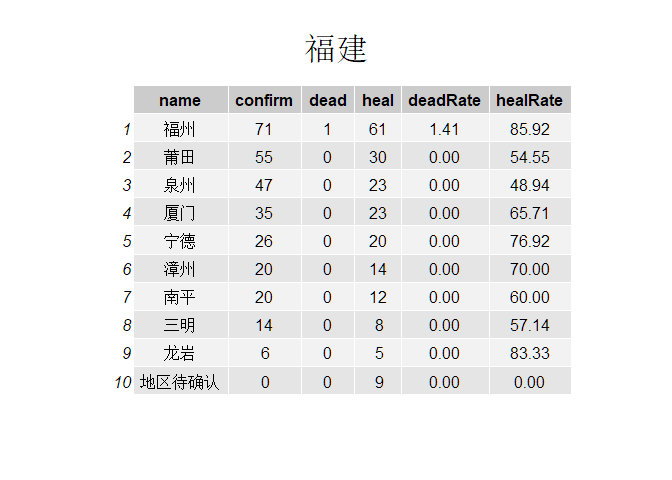 福建
name confirm dead heal deadRate healRate
1 福州 71 1 61 1.41 85.92
2 莆田 55 0 30 0.00 54.55
3 泉州 47 0 23 0.00 48.94
4 厦门 35 0 23 0.00 65.71
5 宁德 26 0 20 0.00 76.92
6 漳州 20 0 14 0.00 70.00
7 南平 20 0 12 0.00 60.00
8 三明 14 0 8 0.00 57.14
9 龙岩 6 0 5 0.00 83.33
10 地区待确认 0 0 9 0.00 0.00